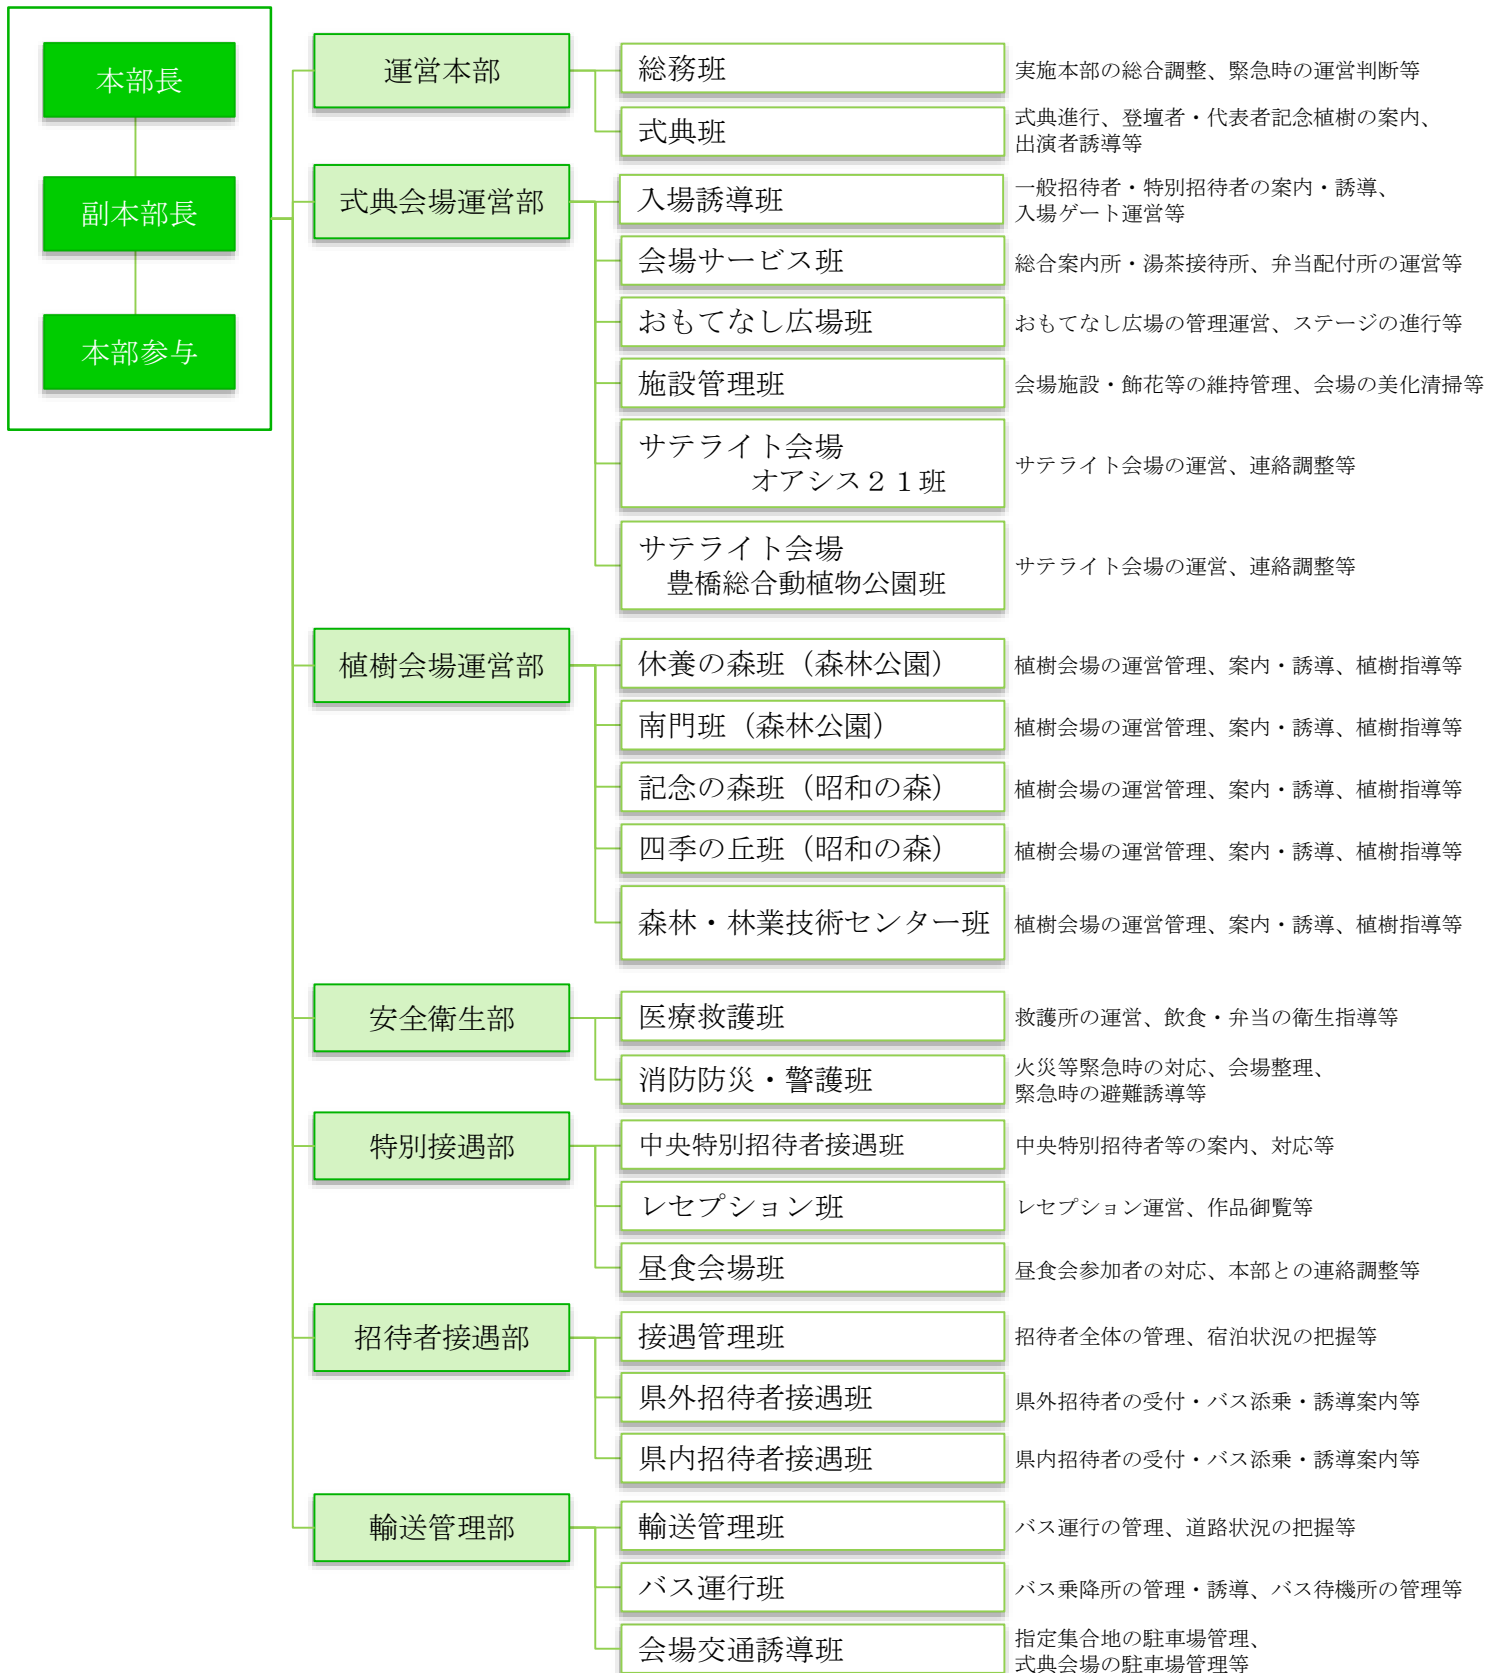 本部長
副本部長
本部参与
運営本部
総務班
実施本部の総合調整、緊急時の運営判断等
式典班
式典進行、登壇者・代表者記念植樹の案内、
出演者誘導等
式典会場運営部
入場誘導班
一般招待者・特別招待者の案内・誘導、
入場ゲート運営等
会場サービス班
総合案内所・湯茶接待所、弁当配付所の運営等
おもてなし広場班
おもてなし広場の管理運営、ステージの進行等
施設管理班
会場施設・飾花等の維持管理、会場の美化清掃等
サテライト会場
オアシス２１班
サテライト会場の運営、連絡調整等
サテライト会場
豊橋総合動植物公園班
サテライト会場の運営、連絡調整等
植樹会場運営部
休養の森班（森林公園）
植樹会場の運営管理、案内・誘導、植樹指導等
南門班（森林公園）
植樹会場の運営管理、案内・誘導、植樹指導等
記念の森班（昭和の森）
植樹会場の運営管理、案内・誘導、植樹指導等
四季の丘班（昭和の森）
植樹会場の運営管理、案内・誘導、植樹指導等
森林・林業技術センター班
植樹会場の運営管理、案内・誘導、植樹指導等
安全衛生部
医療救護班
救護所の運営、飲食・弁当の衛生指導等
消防防災・警護班
火災等緊急時の対応、会場整理、
緊急時の避難誘導等
特別接遇部
中央特別招待者接遇班
中央特別招待者等の案内、対応等
レセプション班
レセプション運営、作品御覧等
昼食会場班
昼食会参加者の対応、本部との連絡調整等
招待者接遇部
接遇管理班
招待者全体の管理、宿泊状況の把握等
県外招待者接遇班
県外招待者の受付・バス添乗・誘導案内等
県内招待者接遇班
県内招待者の受付・バス添乗・誘導案内等
輸送管理部
輸送管理班
バス運行の管理、道路状況の把握等
バス運行班
バス乗降所の管理・誘導、バス待機所の管理等
会場交通誘導班
指定集合地の駐車場管理、
式典会場の駐車場管理等